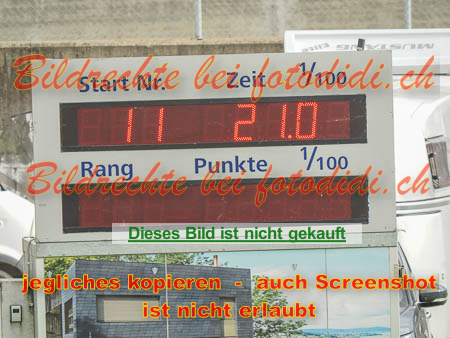 MUSTANG
Bildrechte bei fotodidi.ch
Start Nr. Zeit 1/100
11 21.0
Bildrechte bei fotodidi.ch
Rang Punkte 1/100
Dieses Bild ist nicht gekauft
jegliches kopieren - auch Screenshot
ist nicht erlaubt